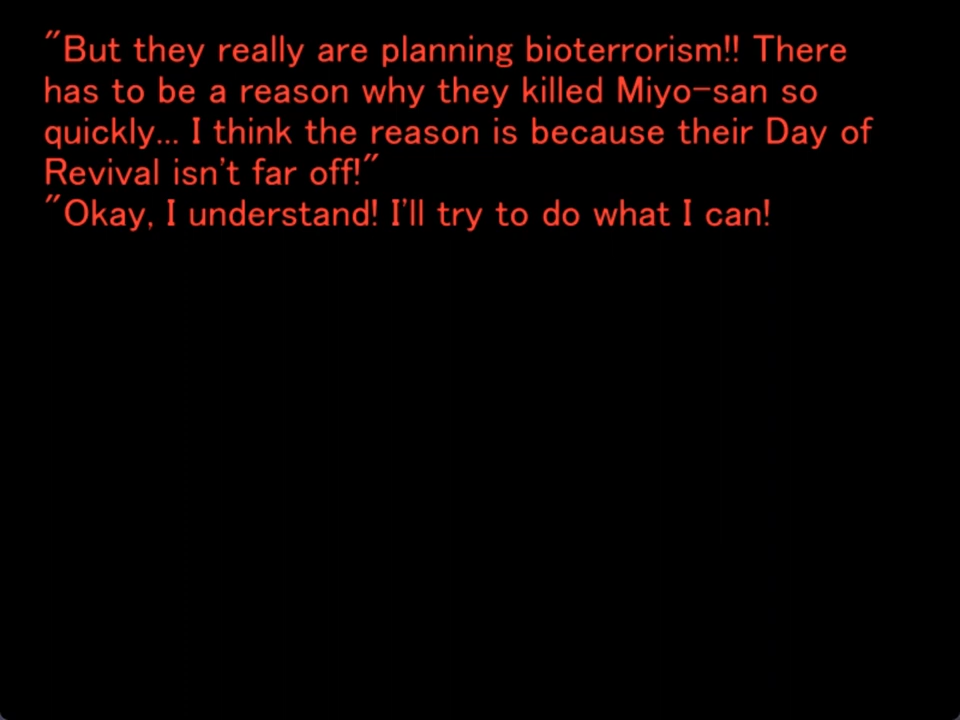 "But they really are planning bioterrorism!! There
has to be a reason why they killed Miyo-san so
quickly... I think the reason is because their Day of
Revival isn't far off!"
"Okay, I understand! I'll try to do what I can!